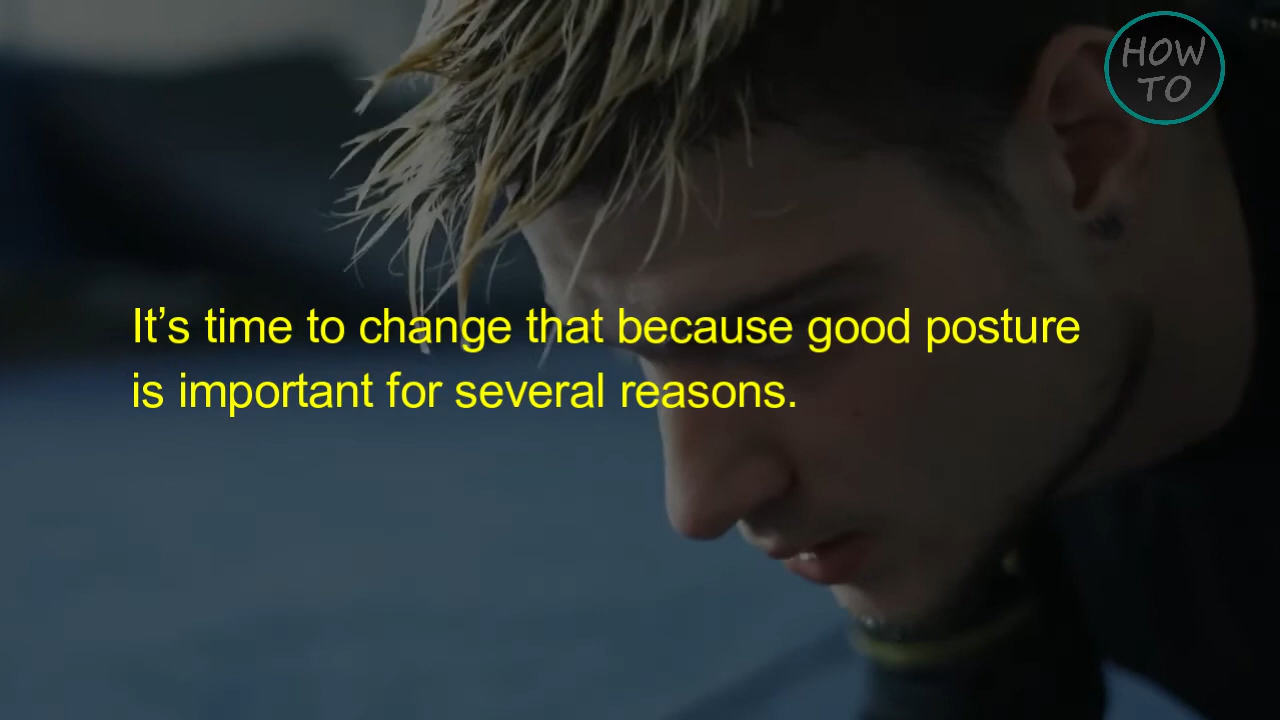 HOW
TO
It’s time to change that because good posture
is important for several reasons.